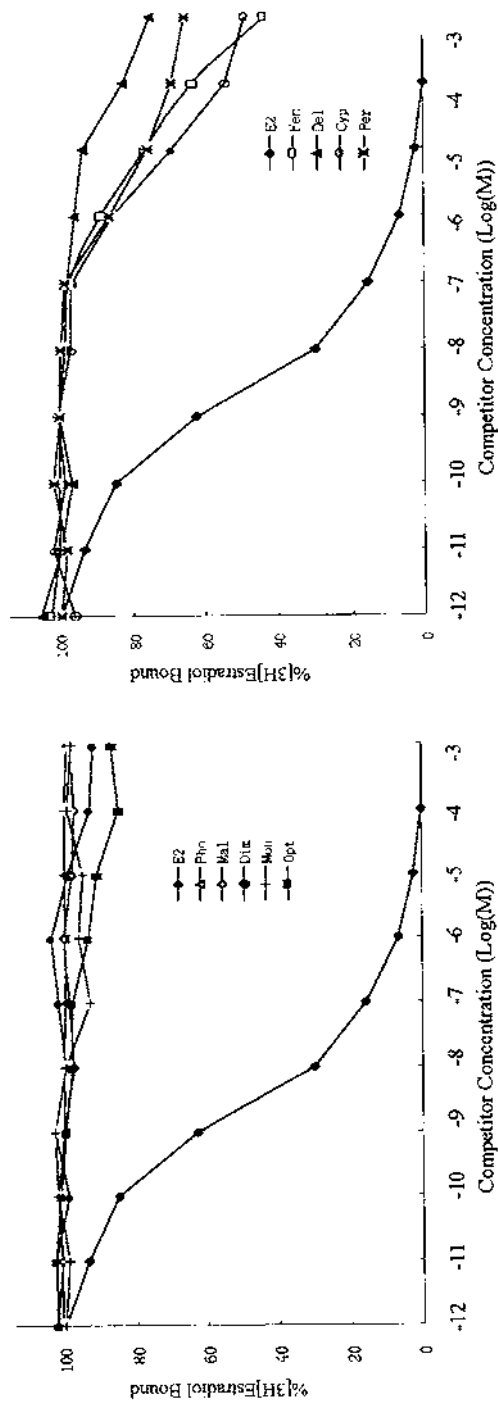 %[3H]Estradiol Bound
100
80
60
40
20
0
-12
-11
-10
-9
-8
-7
-6
-5
-4
-3
Competitor Concentration (Log(M))
E2
Pho
Mal
Dim
Mon
Opt
%[3H]Estradiol Bound
100
80
60
40
20
0
-12
-11
-10
-9
-8
-7
-6
-5
-4
-3
Competitor Concentration (Log(M))
E2
Fen
Del
Cyp
Per